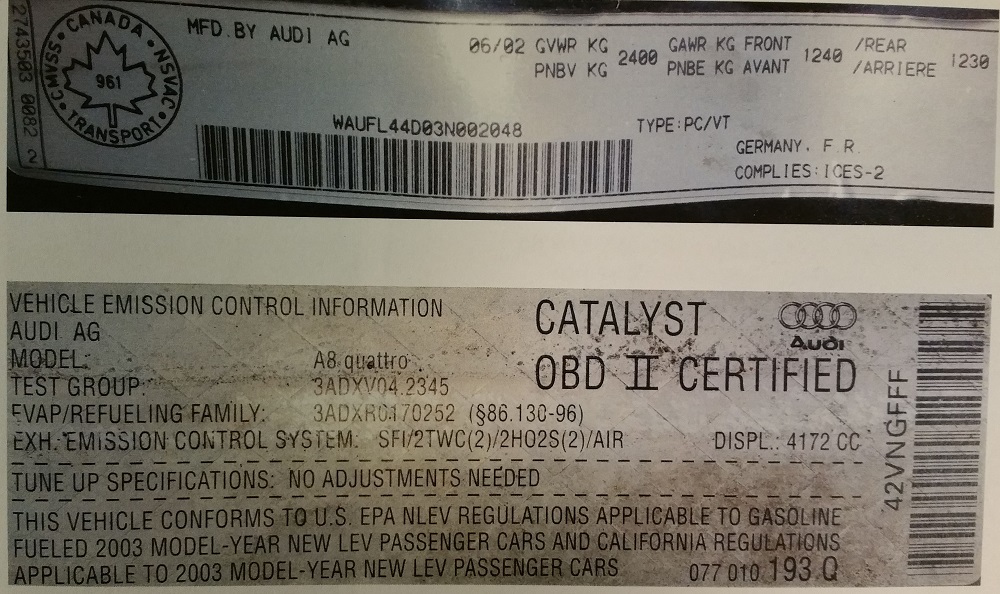 2743503 0082 2
CANADA
CMVSS NSVAC
961
TRANSPORT
MFD. BY AUDI AG
06/02 GVWR KG 2400 GAWR KG FRONT 1240 /REAR 1230
PNBV KG PNBE KG AVANT /ARRIERE
WAUFL44D03N002048
TYPE:PC/VT
GERMANY, F.R.
COMPLIES:ICES-2
VEHICLE EMISSION CONTROL INFORMATION
AUDI AG
MODEL: A8 quattro
TEST GROUP: 3ADXV04.2345
EVAP/REFUELING FAMILY: 3ADXR0170252 (§86.130-96)
EXH. EMISSION CONTROL SYSTEM: SFI/2TWC(2)/2HO2S(2)/AIR DISPL.: 4172 CC
CATALYST
OBD II CERTIFIED
Audi
TUNE UP SPECIFICATIONS: NO ADJUSTMENTS NEEDED
THIS VEHICLE CONFORMS TO U.S. EPA NLEV REGULATIONS APPLICABLE TO GASOLINE
FUELED 2003 MODEL-YEAR NEW LEV PASSENGER CARS AND CALIFORNIA REGULATIONS
APPLICABLE TO 2003 MODEL-YEAR NEW LEV PASSENGER CARS 077 010 193 Q
42VNGFFF